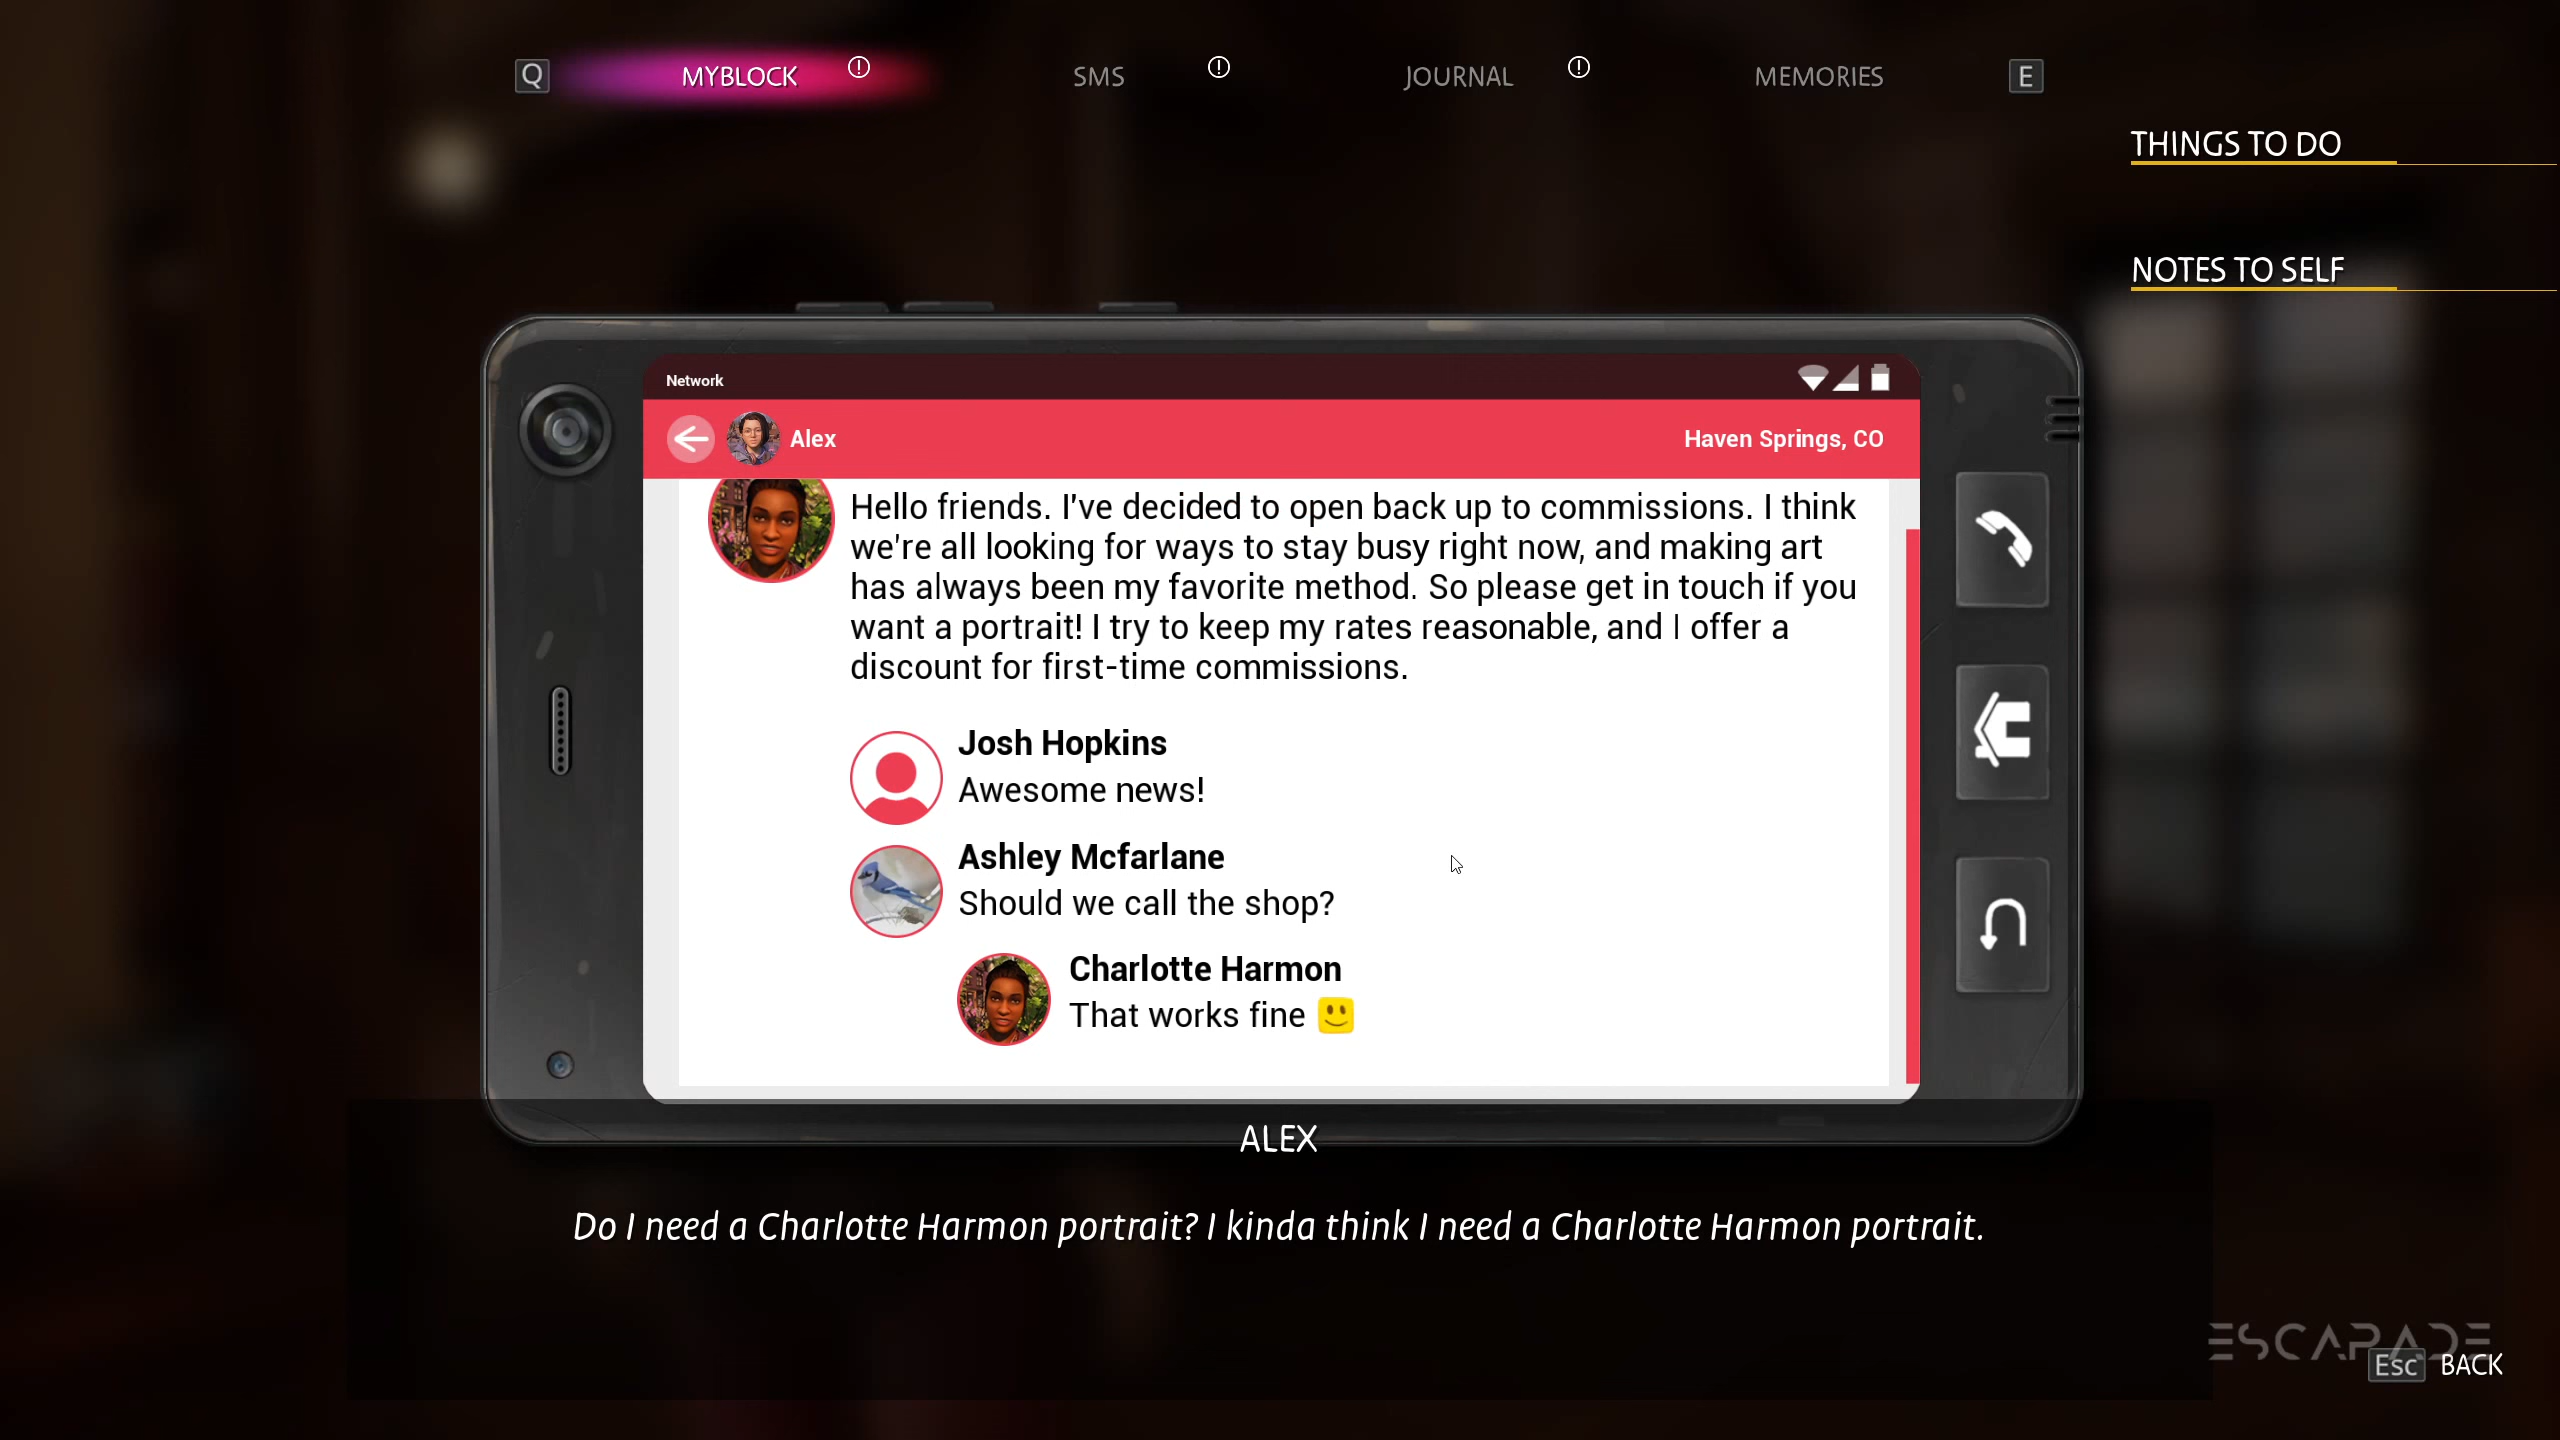 Q
MYBLOCK
SMS
JOURNAL
MEMORIES
E
THINGS TO DO
NOTES TO SELF
Network
Alex
Haven Springs, CO
Hello friends. I've decided to open back up to commissions. I think
we're all looking for ways to stay busy right now, and making art
has always been my favorite method. So please get in touch if you
want a portrait! I try to keep my rates reasonable, and I offer a
discount for first-time commissions.
Josh Hopkins
Awesome news!
Ashley Mcfarlane
Should we call the shop?
Charlotte Harmon
That works fine
ALEX
Do I need a Charlotte Harmon portrait? I kinda think I need a Charlotte Harmon portrait.
ESCAPADE
Esc BACK